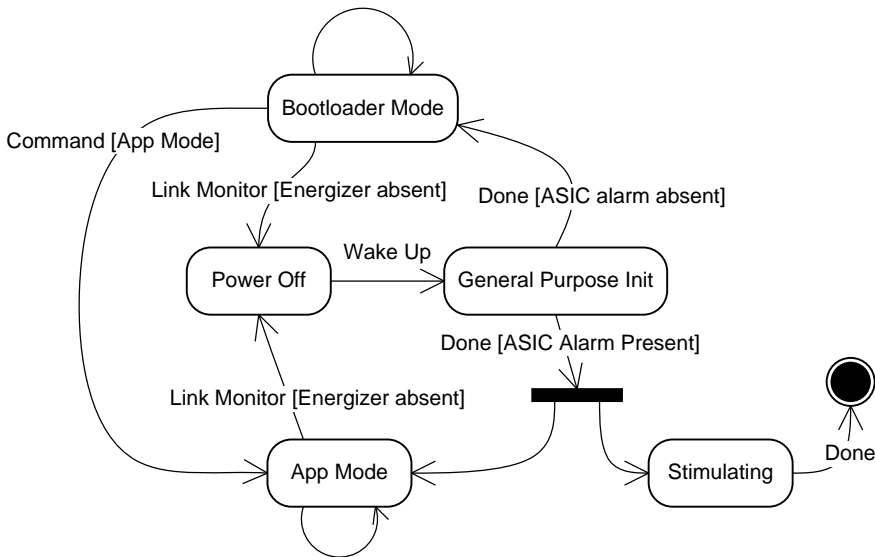 Bootloader Mode
Command [App Mode]
Link Monitor [Energizer absent]
Done [ASIC alarm absent]
Wake Up
Power Off
General Purpose Init
Done [ASIC Alarm Present]
Link Monitor [Energizer absent]
Done
App Mode
Stimulating